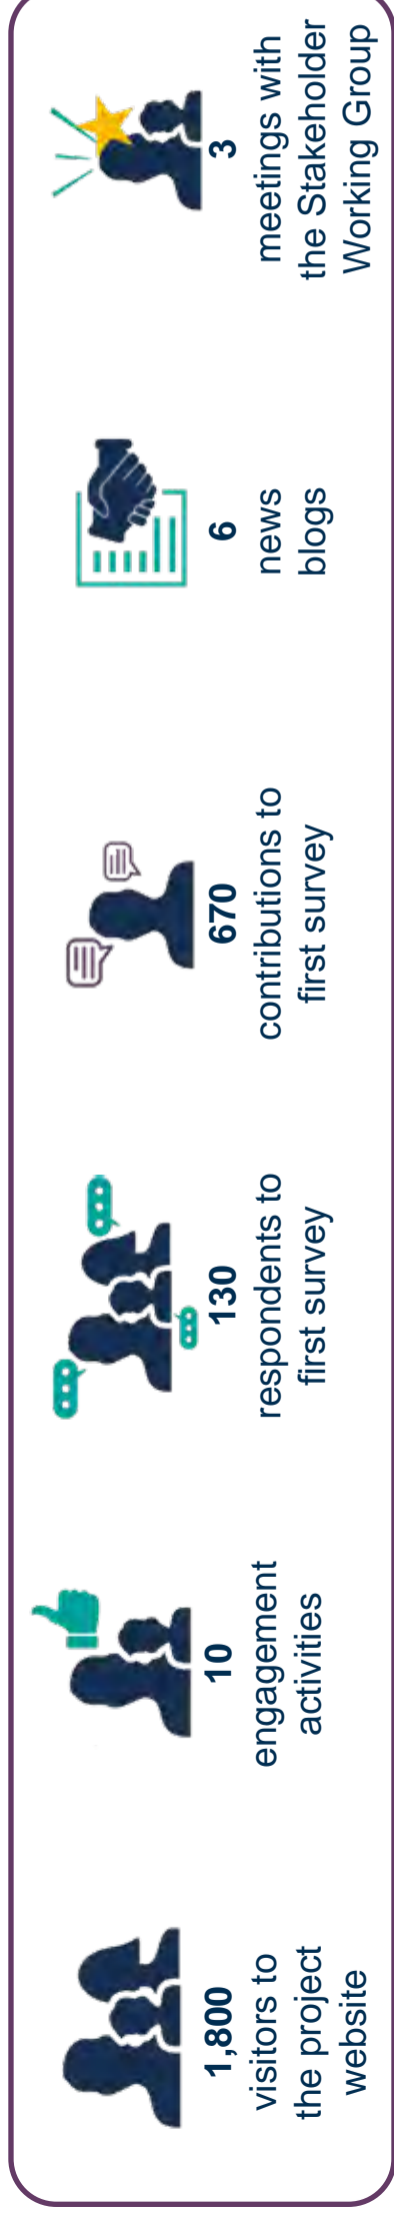 1,800
visitors to
the project
website
10
engagement
activities
130
respondents to
first survey
670
contributions to
first survey
6
news
blogs
3
meetings with
the Stakeholder
Working Group